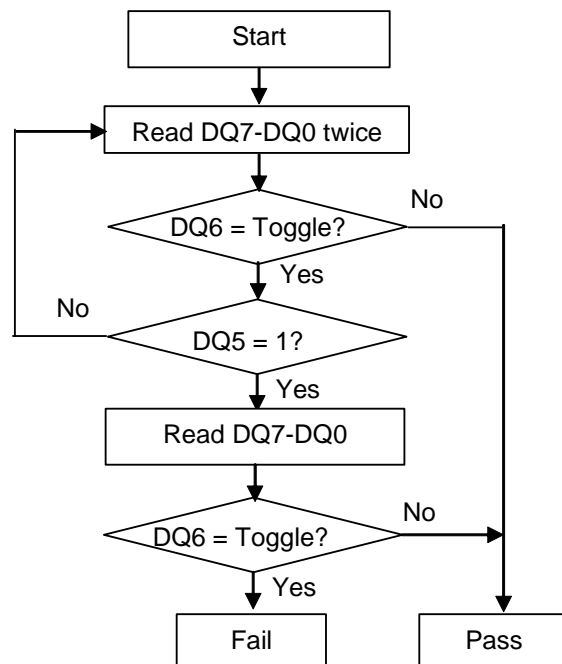 Start
Read DQ7-DQ0 twice
No
DQ6 = Toggle?
Yes
No
DQ5 = 1?
Yes
Read DQ7-DQ0
No
DQ6 = Toggle?
Yes
Fail
Pass